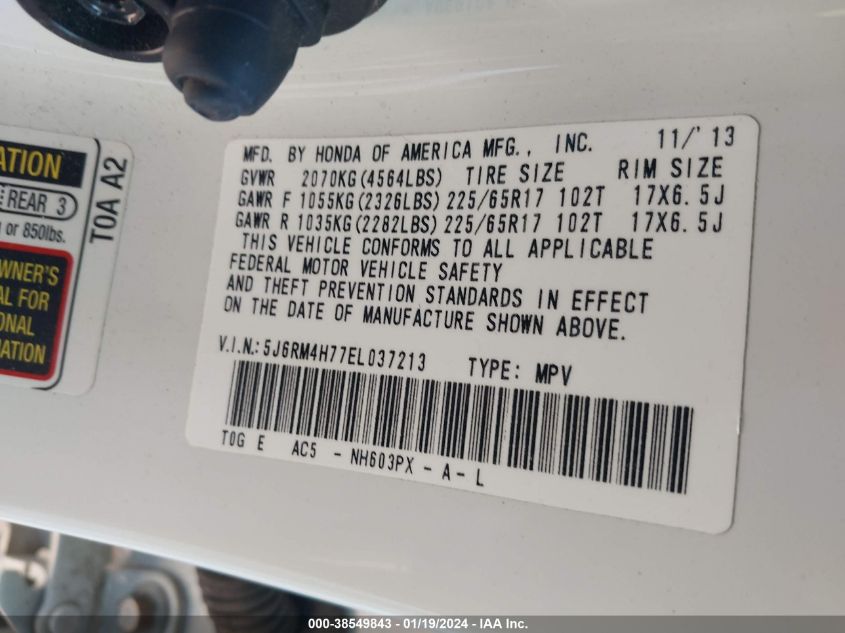 ATION
REAR 3
or 850lbs.
OWNER'S
AL FOR
ONAL
MATION
T0A A2
MFD. BY HONDA OF AMERICA MFG., INC. 11/'13
GVWR 2070KG(4564LBS) TIRE SIZE RIM SIZE
GAWR F 1055KG(2326LBS) 225/65R17 102T 17X6.5J
GAWR R 1035KG(2282LBS) 225/65R17 102T 17X6.5J
THIS VEHICLE CONFORMS TO ALL APPLICABLE
FEDERAL MOTOR VEHICLE SAFETY
AND THEFT PREVENTION STANDARDS IN EFFECT
ON THE DATE OF MANUFACTURE SHOWN ABOVE.
V.I.N.: 5J6RM4H77EL037213 TYPE: MPV
T0G E AC5 - NH603PX - A - L
000-38549843 - 01/19/2024 - IAA Inc.